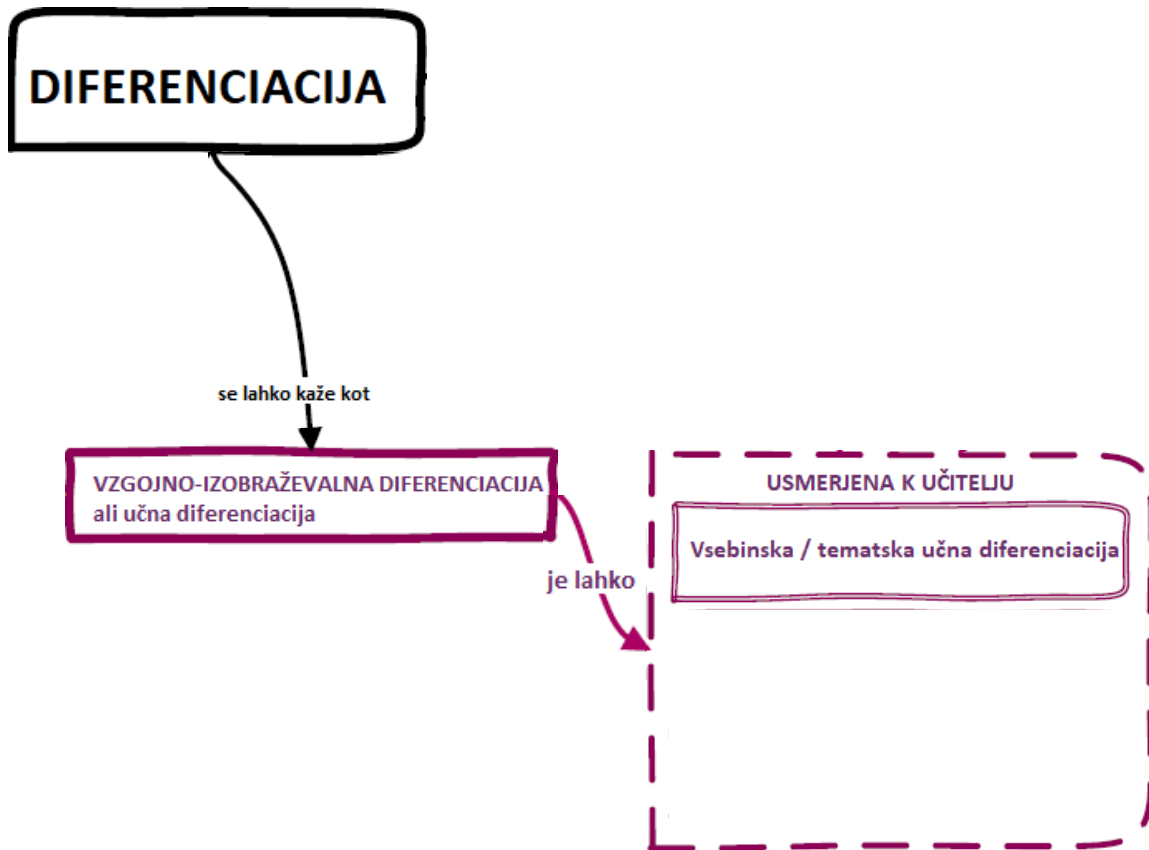 DIFERENCIACIJA
se lahko kaže kot
VZGOJNO-IZOBRAŽEVALNA DIFERENCIACIJA
ali učna diferenciacija
je lahko
USMERJENA K UČITELJU
Vsebinska / tematska učna diferenciacija